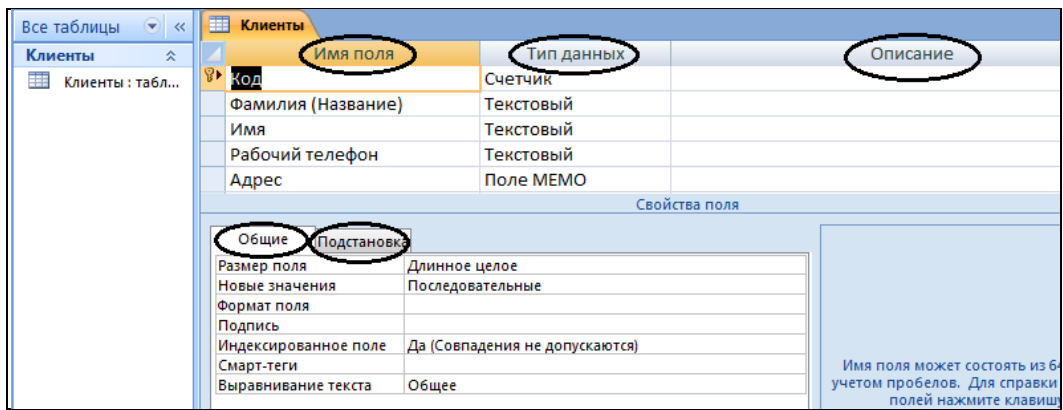 Все таблицы
Клиенты
Клиенты : табл...
Клиенты
Имя поля Тип данных Описание
Код Счетчик
Фамилия (Название) Текстовый
Имя Текстовый
Рабочий телефон Текстовый
Адрес Поле МЕМО
Свойства поля
Общие Подстановка
Размер поля Длинное целое
Новые значения Последовательные
Формат поля
Подпись
Индексированное поле Да (Совпадения не допускаются)
Смарт-теги
Выравнивание текста Общее
Имя поля может состоять из 64
учетом пробелов. Для справки
полей нажмите клавишу